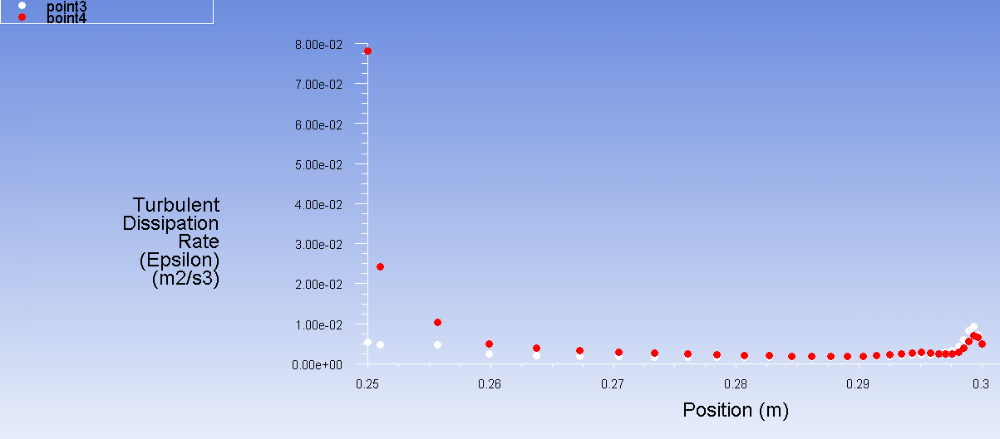 point3
point4
8.00e-02
7.00e-02
6.00e-02
5.00e-02
4.00e-02
3.00e-02
2.00e-02
1.00e-02
0.00e+00
Turbulent
Dissipation
Rate
(Epsilon)
(m2/s3)
0.25 0.26 0.27 0.28 0.29 0.3
Position (m)